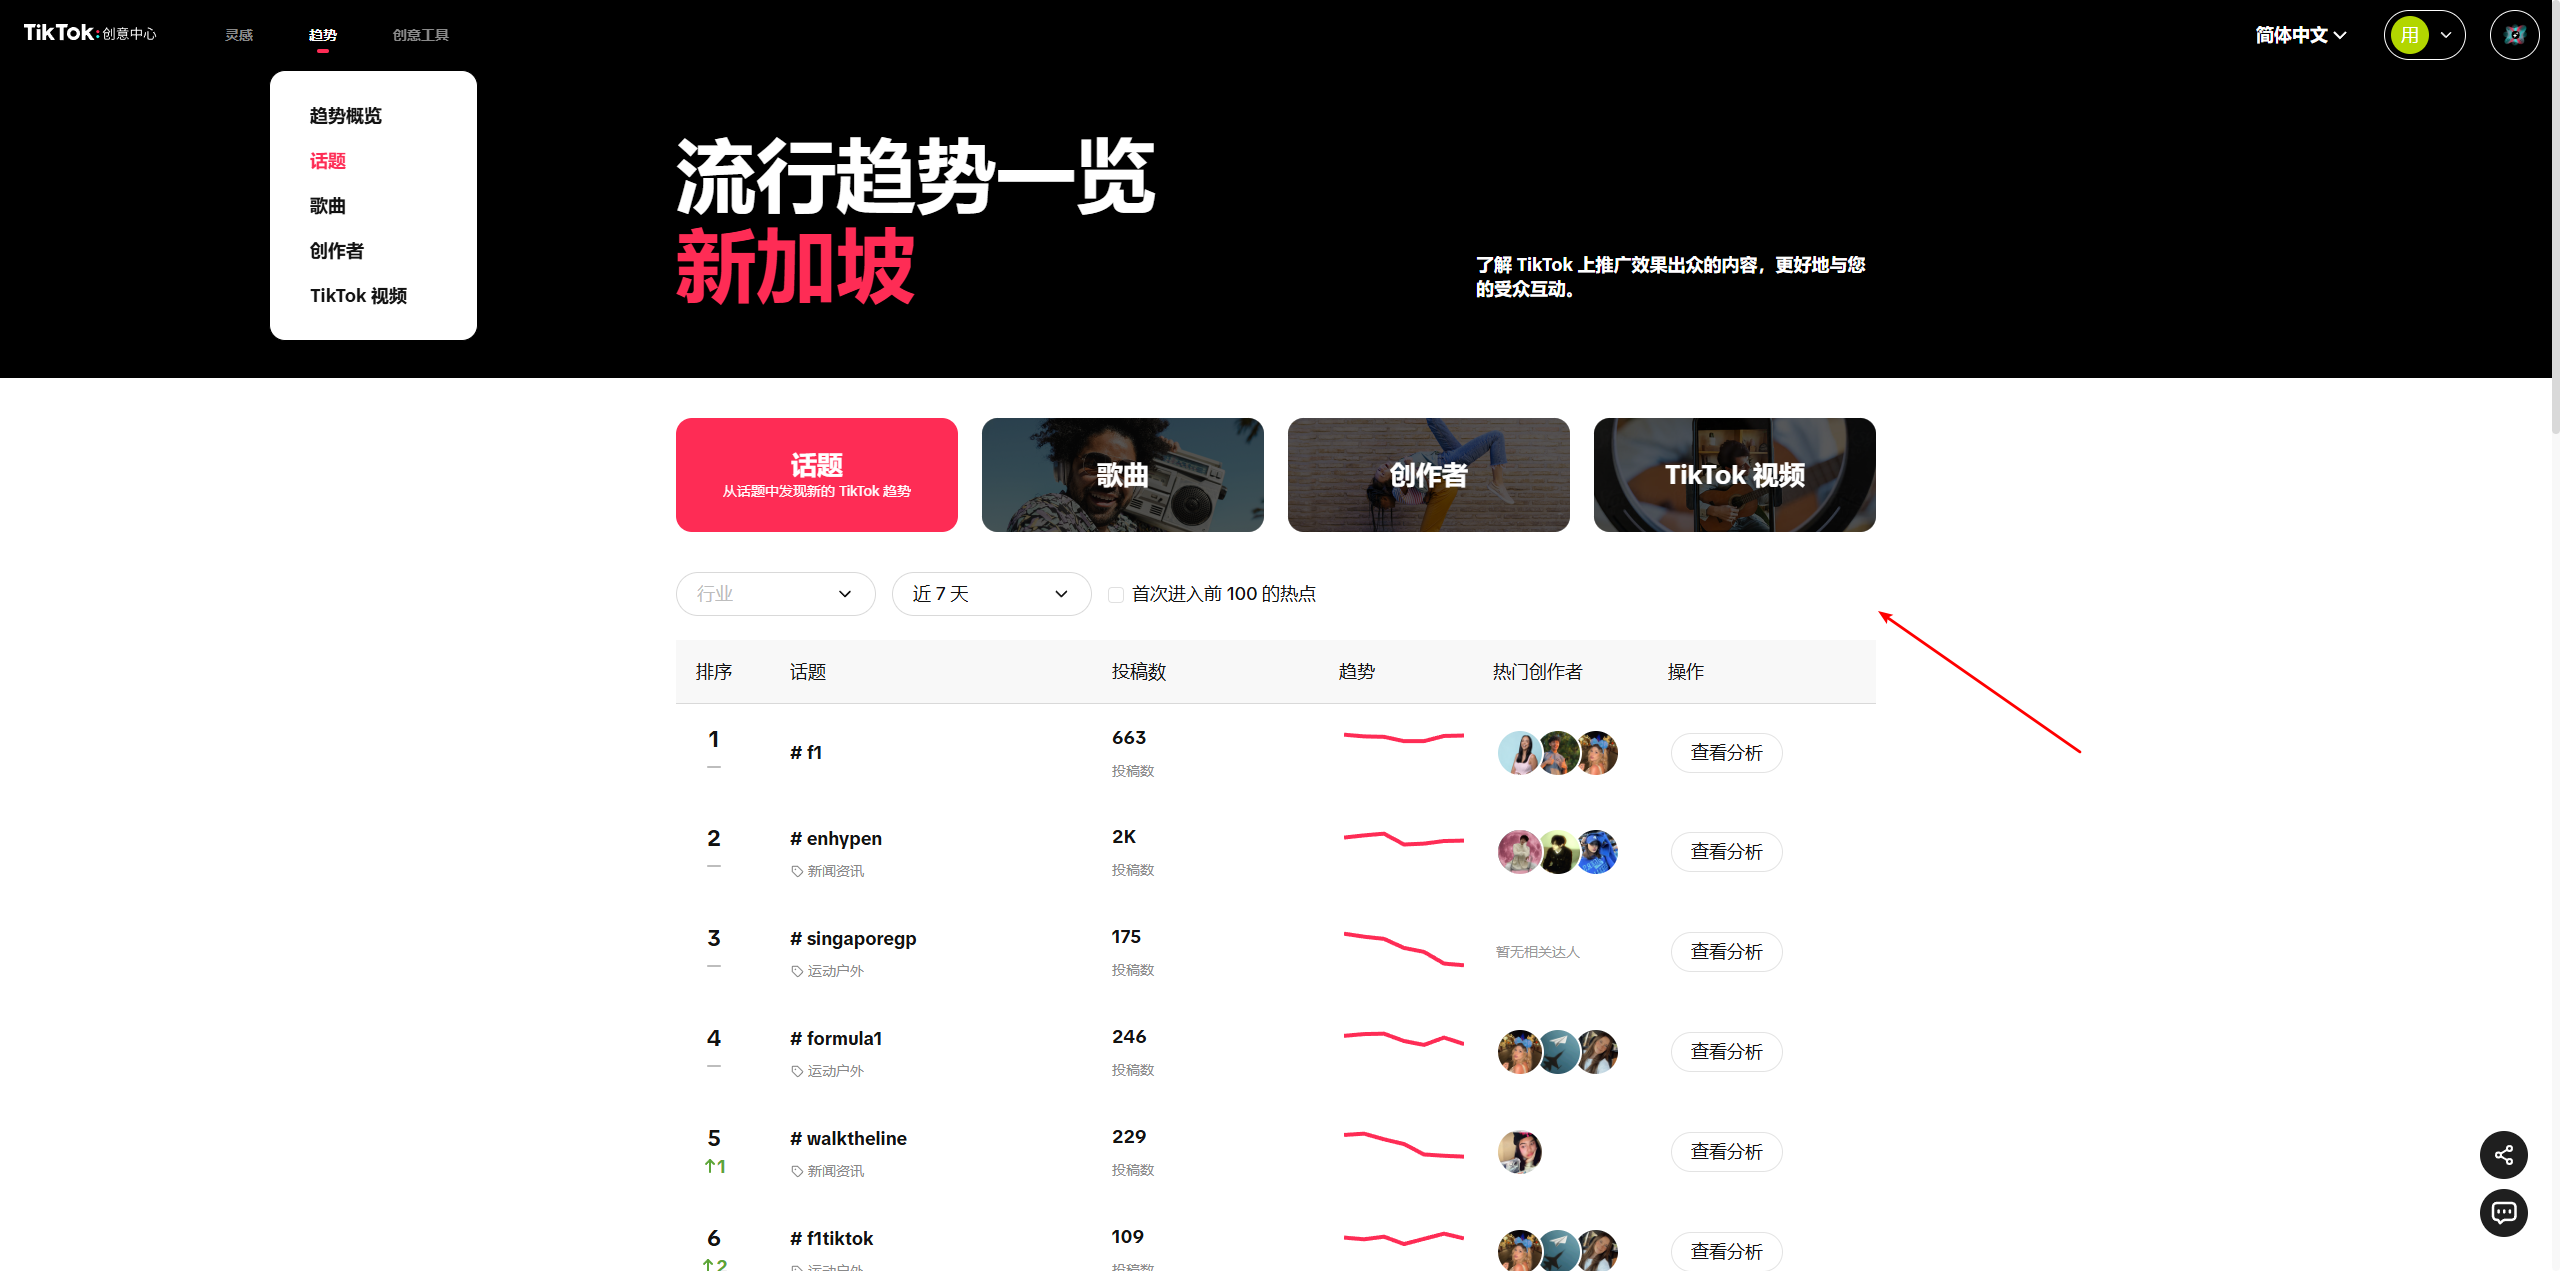 TikTok: 创意中心
灵感
趋势
创意工具
简体中文
用
趋势概览
话题
歌曲
创作者
TikTok 视频
流行趋势一览
新加坡
了解 TikTok 上推广效果出众的内容，更好地与您
的受众互动。
话题
从话题中发现新的 TikTok 趋势
歌曲
创作者
TikTok 视频
行业
近 7 天
首次进入前 100 的热点
排序 话题 投稿数 趋势 热门创作者 操作
1
# f1
663
投稿数
查看分析
2
# enhypen
新闻资讯
2K
投稿数
查看分析
3
# singaporegp
运动户外
175
投稿数
暂无相关达人
查看分析
4
# formula1
运动户外
246
投稿数
查看分析
5
↑1
# walktheline
新闻资讯
229
投稿数
查看分析
6
↑2
# f1tiktok
运动户外
109
投稿数
查看分析